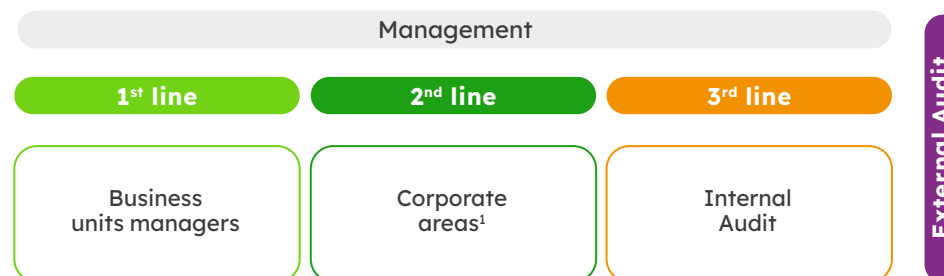 Management
1st line
2nd line
3rd line
Business
units managers
Corporate
areas1
Internal
Audit
External Audit